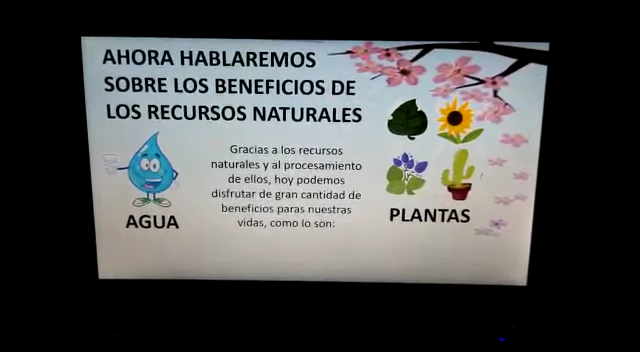 AHORA HABLAREMOS
SOBRE LOS BENEFICIOS DE
LOS RECURSOS NATURALES
Gracias a los recursos
naturales y al procesamiento
de ellos, hoy podemos
disfrutar de gran cantidad de
beneficios paras nuestras
vidas, como lo son:
AGUA
PLANTAS